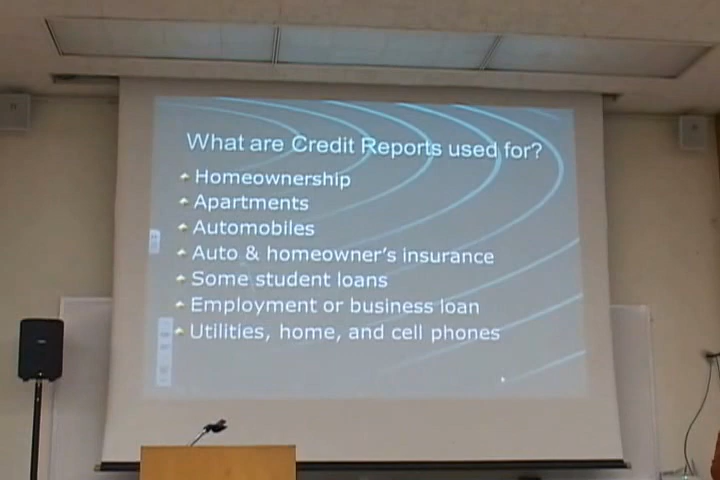 What are Credit Reports used for?
Homeownership
Apartments
Automobiles
Auto & homeowner's insurance
Some student loans
Employment or business loan
Utilities, home, and cell phones